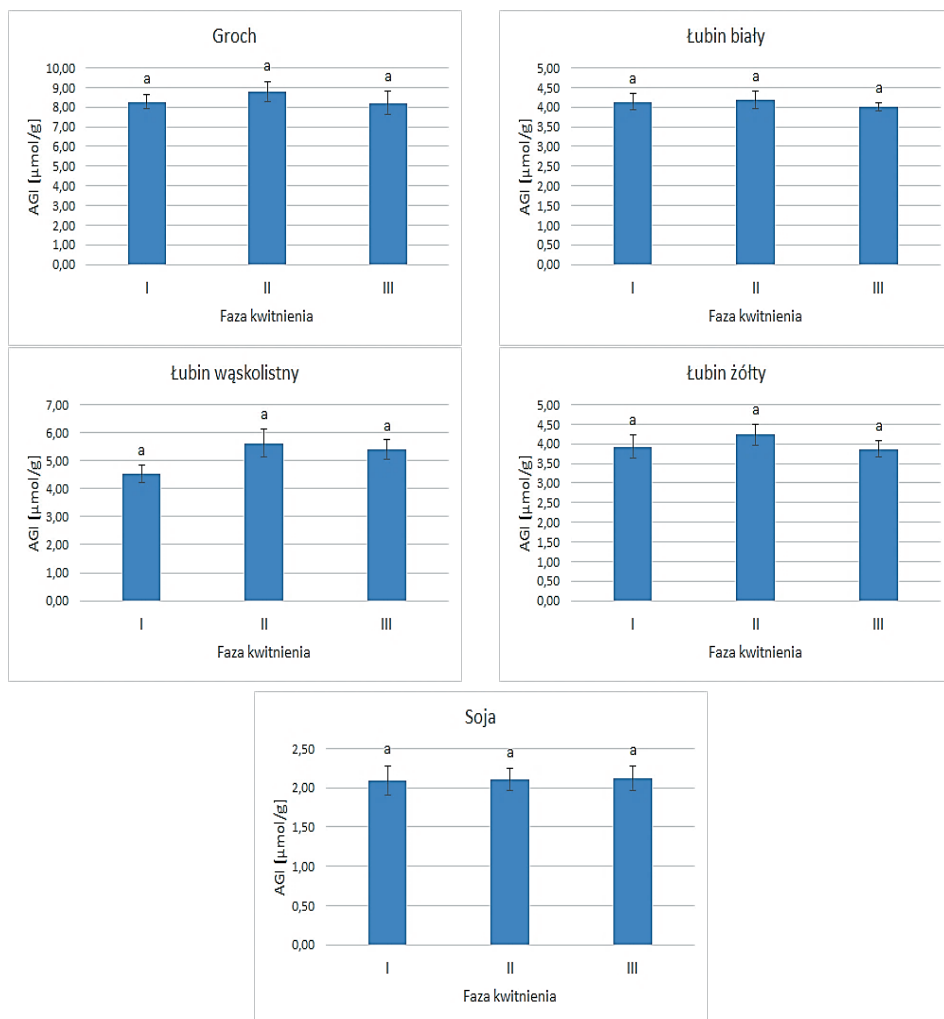 Groch
10,00
9,00
8,00
7,00
6,00
5,00
4,00
3,00
2,00
1,00
0,00
AGI [µmol/g]
a a a
I II III
Faza kwitnienia
Łubin biały
5,00
4,50
4,00
3,50
3,00
2,50
2,00
1,50
1,00
0,50
0,00
AGI [µmol/g]
a a a
I II III
Faza kwitnienia
Łubin wąskolistny
7,00
6,00
5,00
4,00
3,00
2,00
1,00
0,00
AGI [µmol/g]
a a a
I II III
Faza kwitnienia
Łubin żółty
5,00
4,50
4,00
3,50
3,00
2,50
2,00
1,50
1,00
0,50
0,00
AGI [µmol/g]
a a a
I II III
Faza kwitnienia
Soja
2,50
2,00
1,50
1,00
0,50
0,00
AGI [µmol/g]
a a a
I II III
Faza kwitnienia